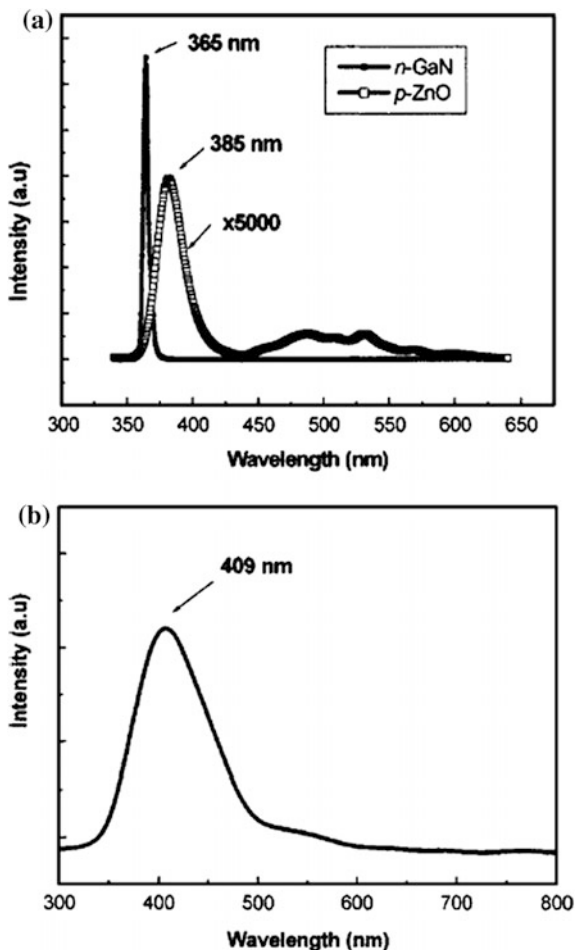 (a)
365 nm
n-GaN
p-ZnO
385 nm
x5000
Intensity (a.u)
300 350 400 450 500 550 600 650
Wavelength (nm)
(b)
409 nm
Intensity (a.u)
300 400 500 600 700 800
Wavelength (nm)